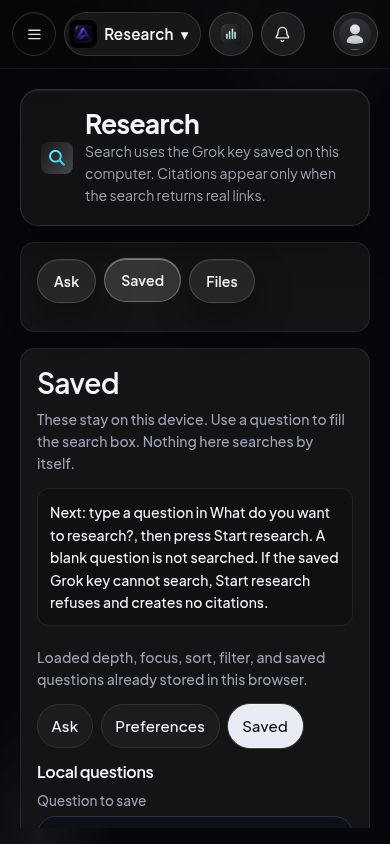 Research ▾
Research
Search uses the Grok key saved on this
computer. Citations appear only when
the search returns real links.
Ask
Saved
Files
Saved
These stay on this device. Use a question to fill
the search box. Nothing here searches by
itself.
Next: type a question in What do you want
to research?, then press Start research. A
blank question is not searched. If the saved
Grok key cannot search, Start research
refuses and creates no citations.
Loaded depth, focus, sort, filter, and saved
questions already stored in this browser.
Ask
Preferences
Saved
Local questions
Question to save